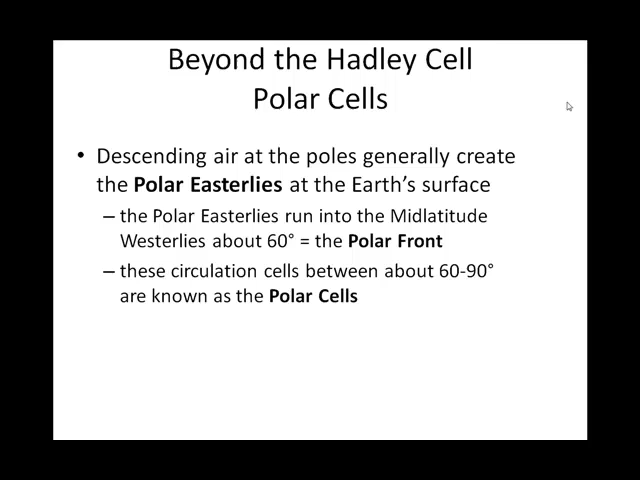 Beyond the Hadley Cell
Polar Cells
• Descending air at the poles generally create
the Polar Easterlies at the Earth's surface
– the Polar Easterlies run into the Midlatitude
Westerlies about 60° = the Polar Front
– these circulation cells between about 60-90°
are known as the Polar Cells